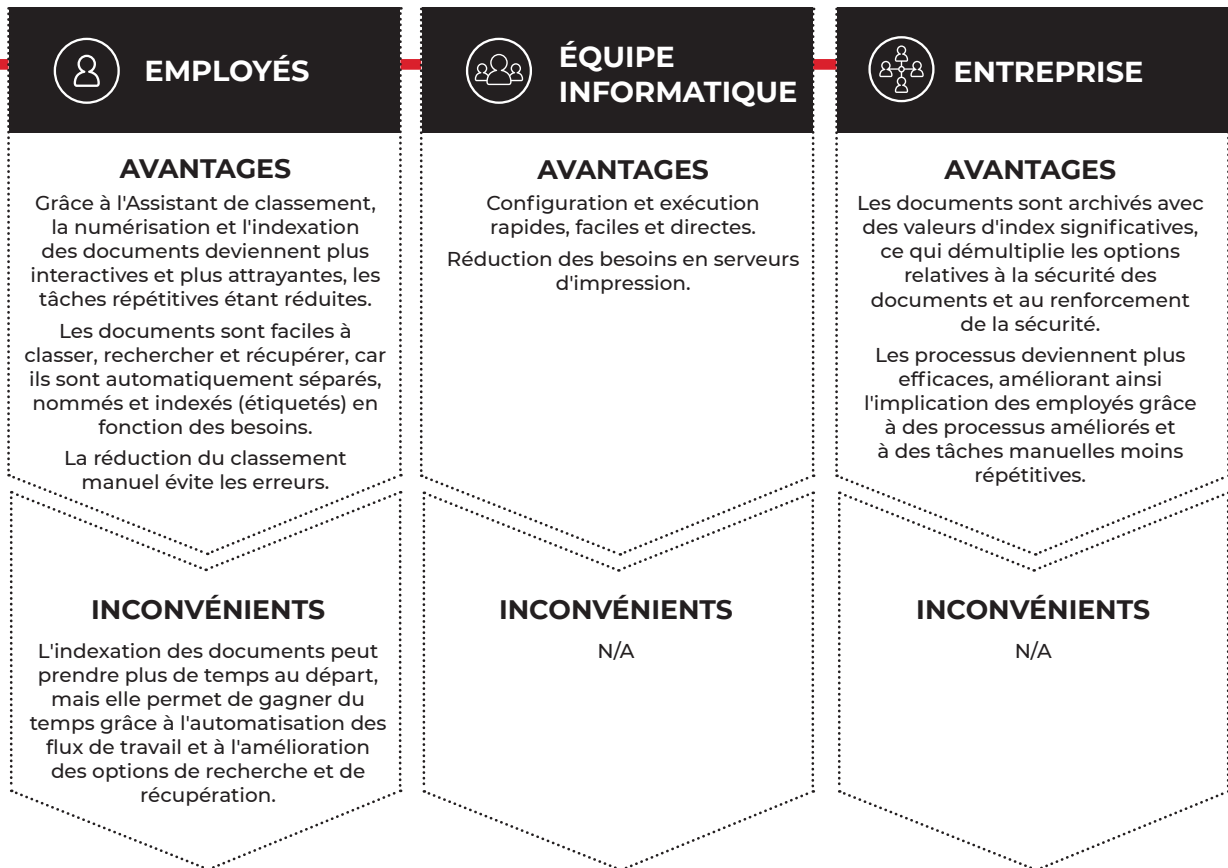 EMPLOYÉS
AVANTAGES
Grâce à l'Assistant de classement,
la numérisation et l'indexation
des documents deviennent plus
interactives et plus attrayantes, les
tâches répétitives étant réduites.
Les documents sont faciles à
classer, rechercher et récupérer, car
ils sont automatiquement séparés,
nommés et indexés (étiquetés) en
fonction des besoins.
La réduction du classement
manuel évite les erreurs.
INCONVÉNIENTS
L'indexation des documents peut
prendre plus de temps au départ,
mais elle permet de gagner du
temps grâce à l'automatisation des
flux de travail et à l'amélioration
des options de recherche et de
récupération.
ÉQUIPE
INFORMATIQUE
AVANTAGES
Configuration et exécution
rapides, faciles et directes.
Réduction des besoins en serveurs
d'impression.
INCONVÉNIENTS
N/A
ENTREPRISE
AVANTAGES
Les documents sont archivés avec
des valeurs d'index significatives,
ce qui démultiplie les options
relatives à la sécurité des
documents et au renforcement
de la sécurité.
Les processus deviennent plus
efficaces, améliorant ainsi
l'implication des employés grâce
à des processus améliorés et
à des tâches manuelles moins
répétitives.
INCONVÉNIENTS
N/A